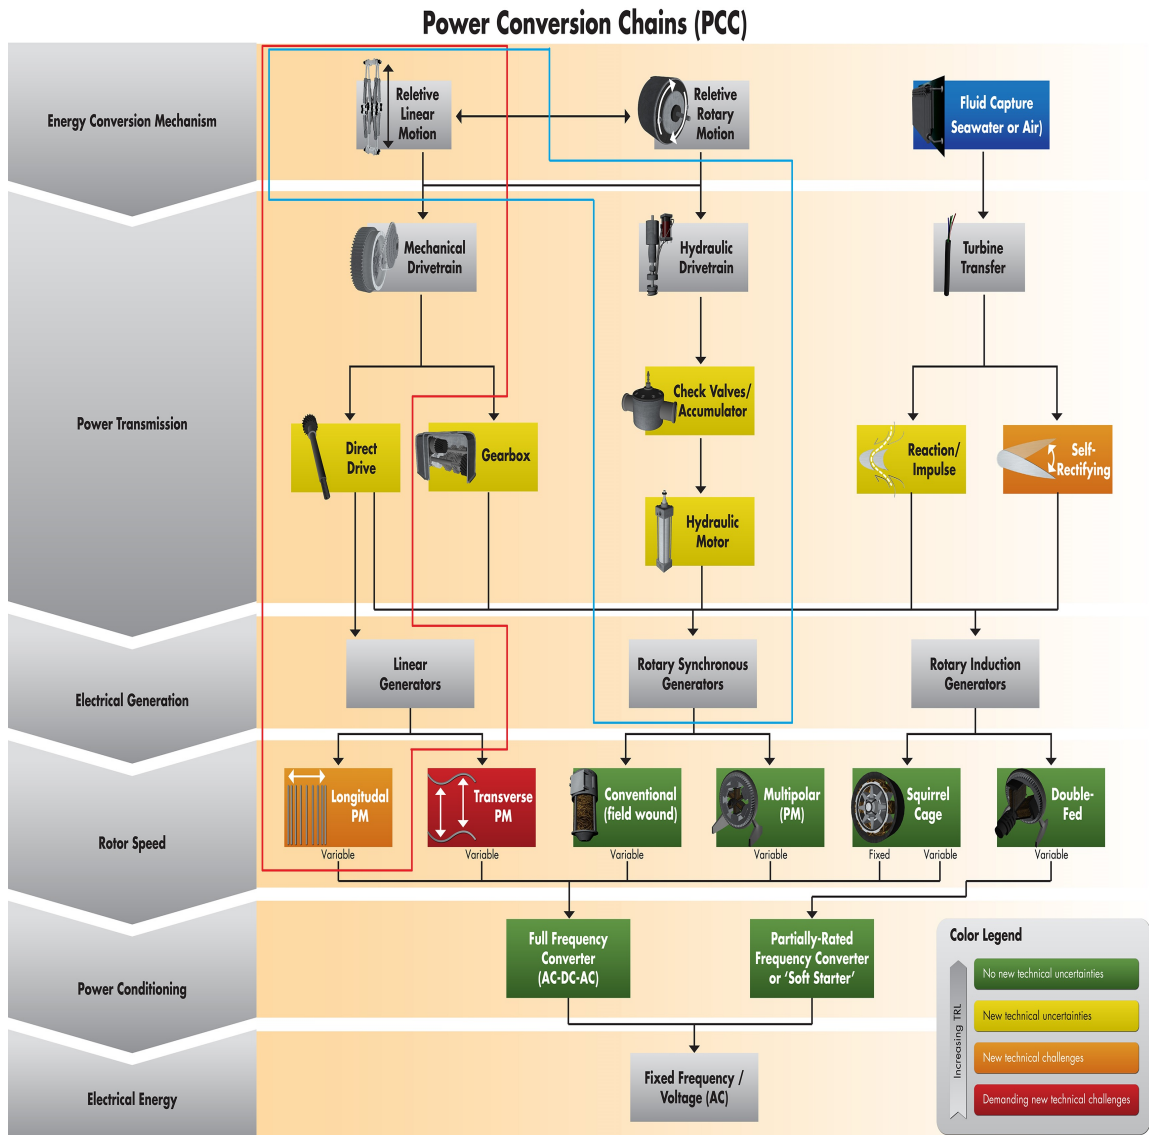 Power Conversion Chains (PCC)
Energy Conversion Mechanism
Reletive
Linear
Motion
Reletive
Rotary
Motion
Fluid Capture
Seawater or Air)
Power Transmission
Mechanical
Drivetrain
Hydraulic
Drivetrain
Turbine
Transfer
Check Valves/
Accumulator
Direct
Drive
Gearbox
Reaction/
Impulse
Self-
Rectifying
Hydraulic
Motor
Electrical Generation
Linear
Generators
Rotary Synchronous
Generators
Rotary Induction
Generators
Rotor Speed
Longitudal
PM
Transverse
PM
Conventional
(field wound)
Multipolar
(PM)
Squirrel
Cage
Double-
Fed
Variable
Variable
Variable
Variable
Fixed
Variable
Variable
Power Conditioning
Full Frequency
Converter
(AC-DC-AC)
Partially-Rated
Frequency Converter
or ‘Soft Starter’
Electrical Energy
Fixed Frequency /
Voltage (AC)
Color Legend
Increasing TRL
No new technical uncertainties
New technical uncertainties
New technical challenges
Demanding new technical challenges